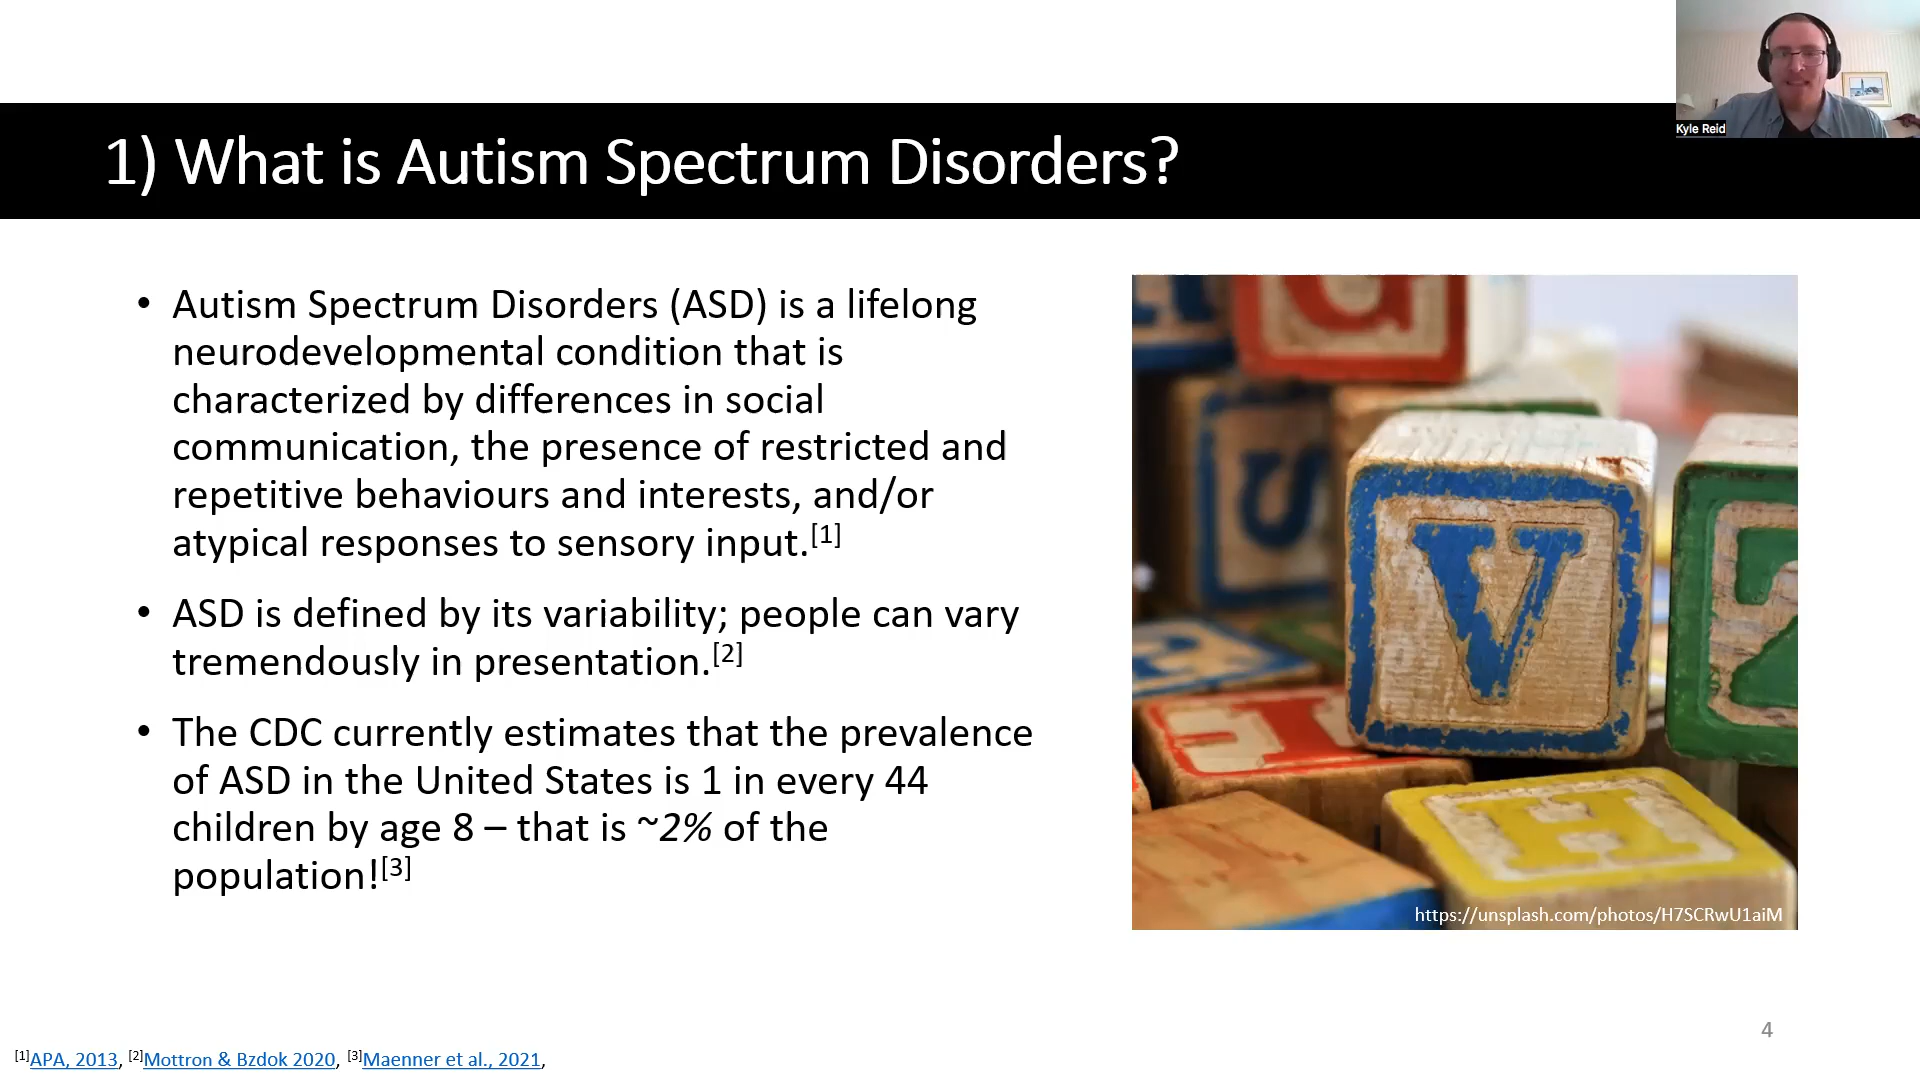 Kyle Reid
1) What is Autism Spectrum Disorders?
• Autism Spectrum Disorders (ASD) is a lifelong
neurodevelopmental condition that is
characterized by differences in social
communication, the presence of restricted and
repetitive behaviours and interests, and/or
atypical responses to sensory input.[1]
• ASD is defined by its variability; people can vary
tremendously in presentation.[2]
• The CDC currently estimates that the prevalence
of ASD in the United States is 1 in every 44
children by age 8 – that is ~2% of the
population![3]
S
V
Z
H
https://unsplash.com/photos/H7SCRwU1aiM
4
[1]APA, 2013, [2]Mottron & Bzdok 2020, [3]Maenner et al., 2021,